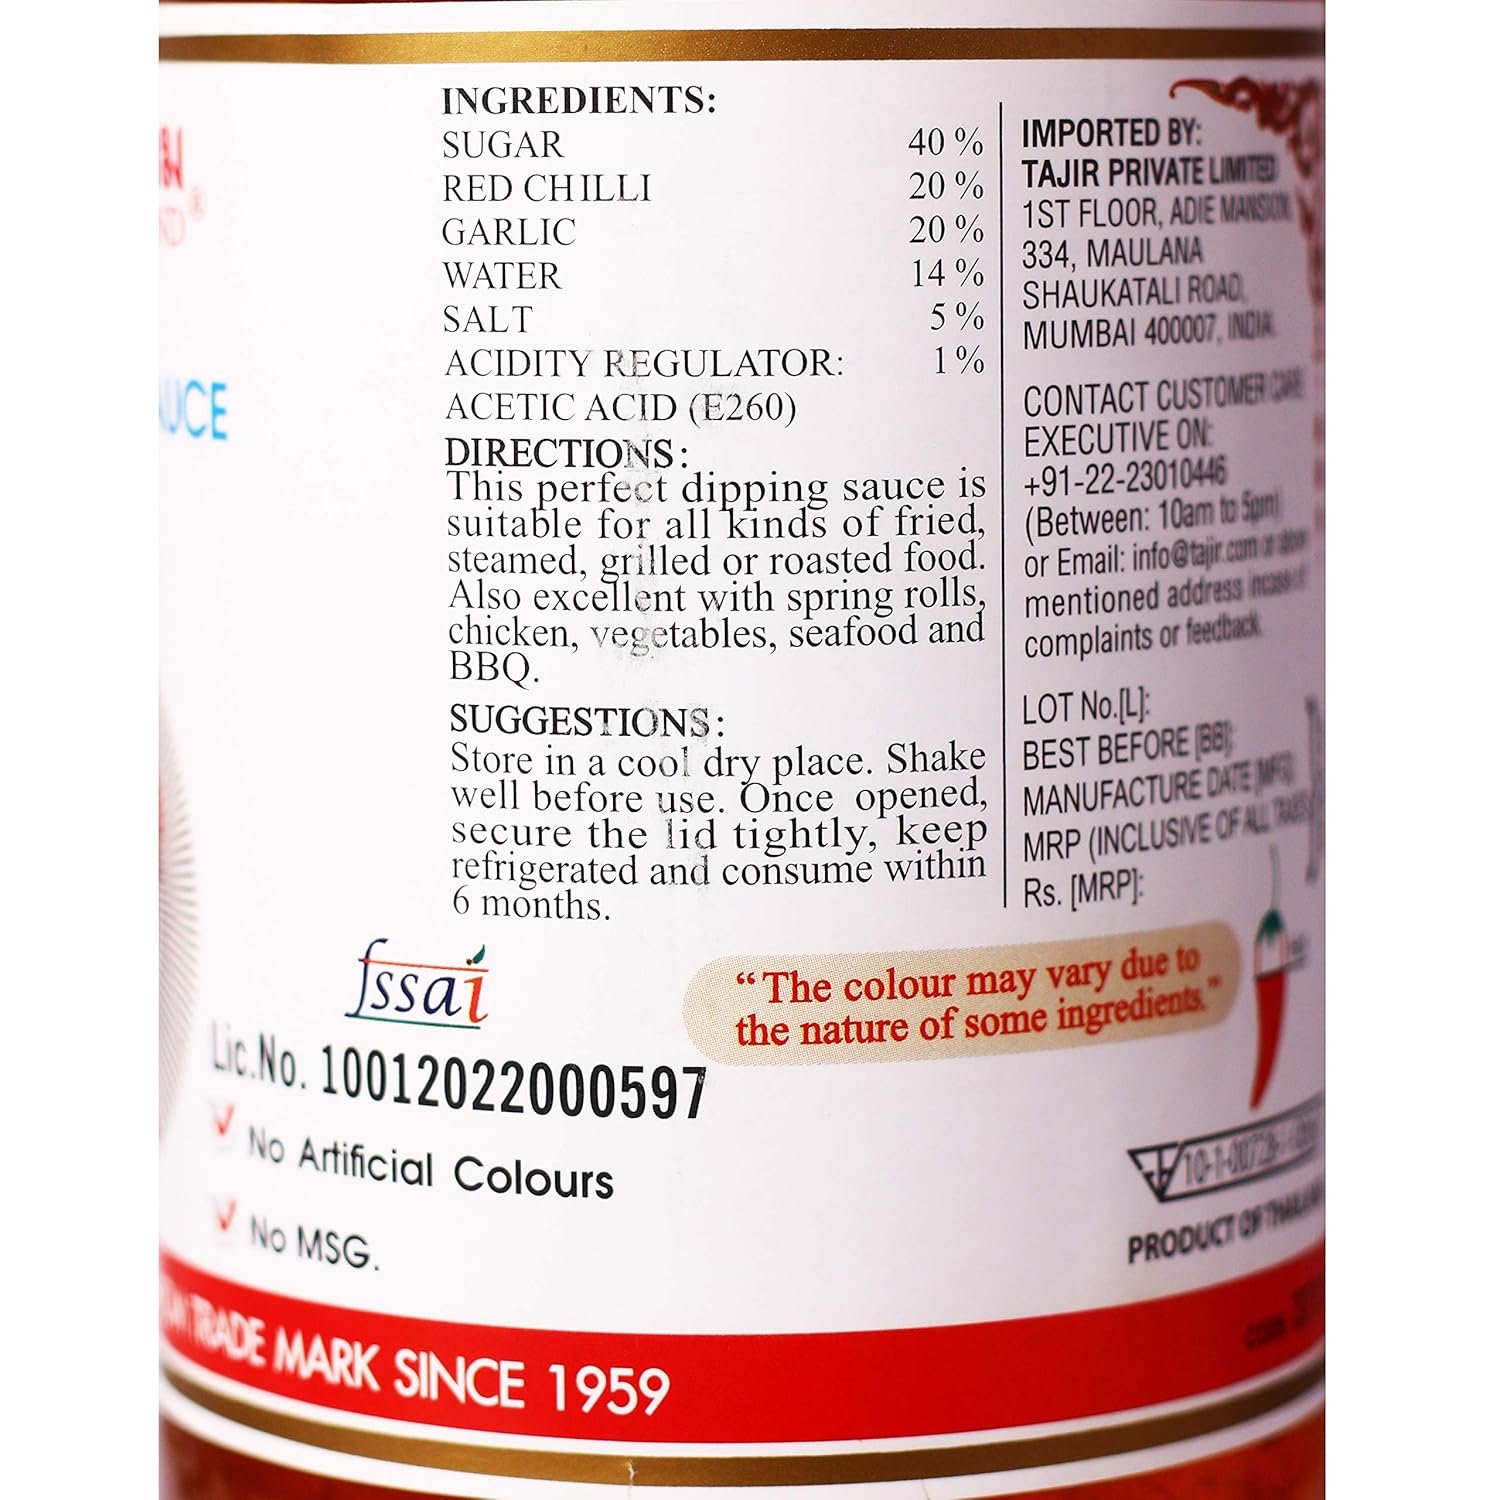 ®
SAUCE
INGREDIENTS:
SUGAR 40 %
RED CHILLI 20 %
GARLIC 20 %
WATER 14 %
SALT 5 %
ACIDITY REGULATOR: 1 %
ACETIC ACID (E260)
DIRECTIONS:
This perfect dipping sauce is
suitable for all kinds of fried,
steamed, grilled or roasted food.
Also excellent with spring rolls,
chicken, vegetables, seafood and
BBQ.
SUGGESTIONS:
Store in a cool dry place. Shake
well before use. Once opened,
secure the lid tightly, keep
refrigerated and consume within
6 months.
IMPORTED BY:
TAJIR PRIVATE LIMITED
1ST FLOOR, ADIE MANSION
334, MAULANA
SHAUKATALI ROAD,
MUMBAI 400007, INDIA.
CONTACT CUSTOMER CARE
EXECUTIVE ON:
+91-22-23010446
(Between: 10am to 5pm)
or Email: info@tajir.com or above
mentioned address incase of
complaints or feedback.
LOT No.[L]:
BEST BEFORE [BB]:
MANUFACTURE DATE [MFG]:
MRP (INCLUSIVE OF ALL TAXES
Rs. [MRP]:
fssai
Lic.No. 10012022000597
"The colour may vary due to
the nature of some ingredients."
No Artificial Colours
No MSG.
PRODUCT OF
TRADE MARK SINCE 1959